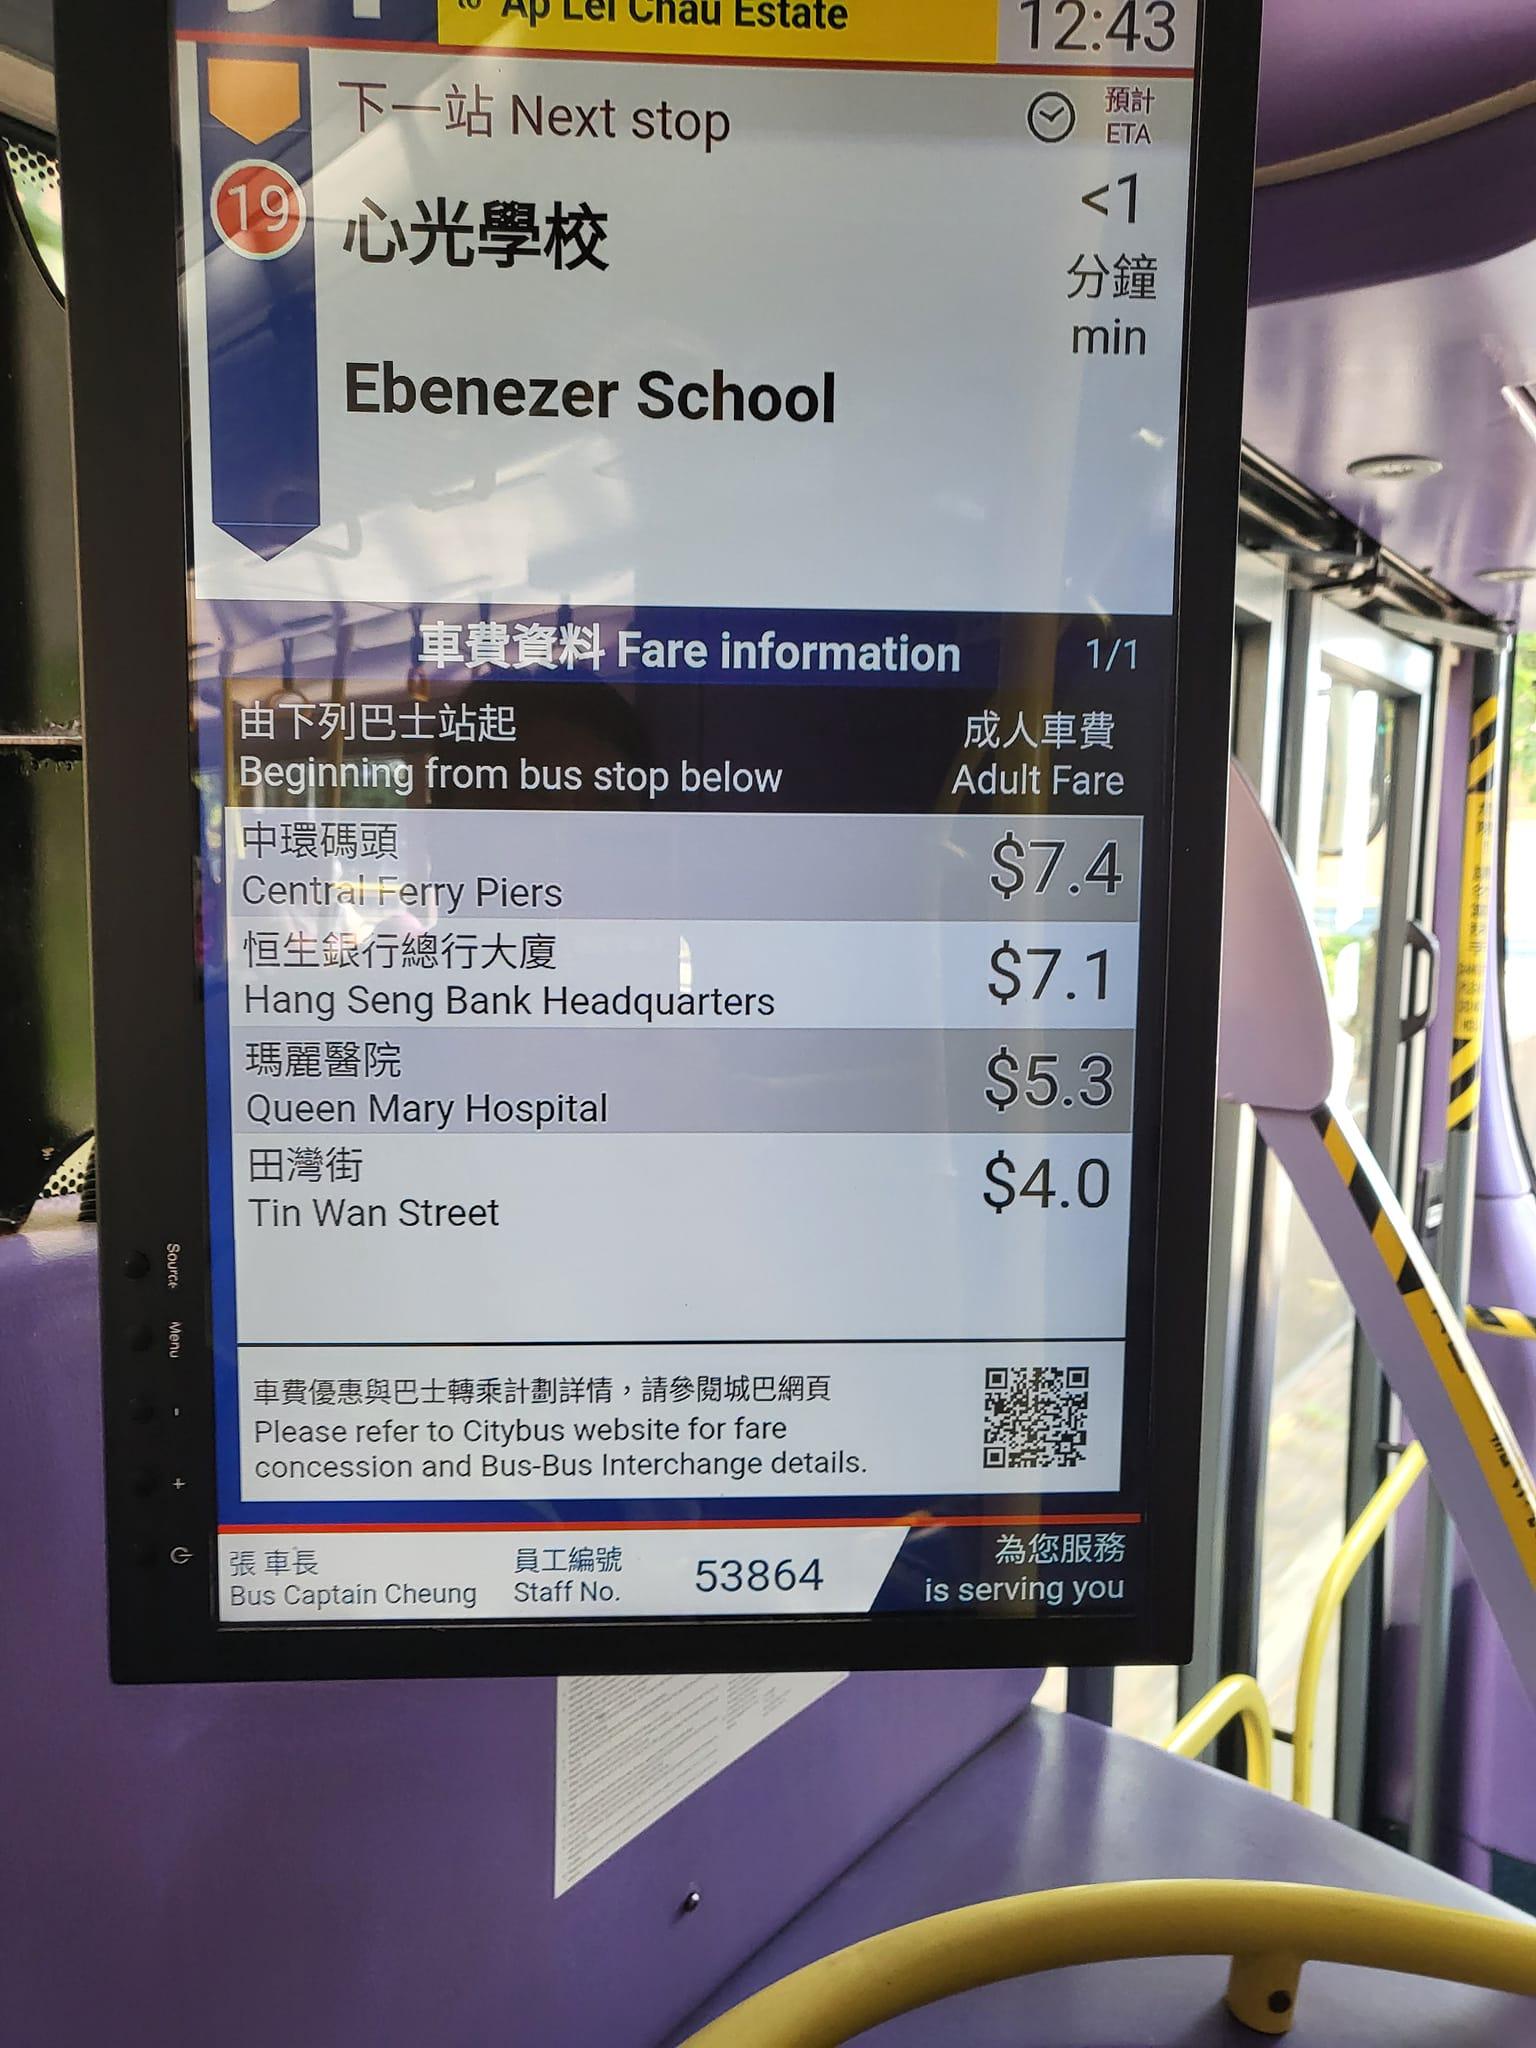 to Ap Lei Chau Estate
12:43
下一站 Next stop
預計
ETA
19
心光學校
<1
分鐘
min
Ebenezer School
車費資料 Fare information
1/1
由下列巴士站起
成人車費
Beginning from bus stop below
Adult Fare
中環碼頭
Central Ferry Piers
$7.4
恒生銀行總行大廈
Hang Seng Bank Headquarters
$7.1
瑪麗醫院
Queen Mary Hospital
$5.3
田灣街
Tin Wan Street
$4.0
車費優惠與巴士轉乘計劃詳情，請參閱城巴網頁
Please refer to Citybus website for fare
concession and Bus-Bus Interchange details.
張 車長
Bus Captain Cheung
員工編號
Staff No.
53864
為您服務
is serving you
Source
Menu
-
+